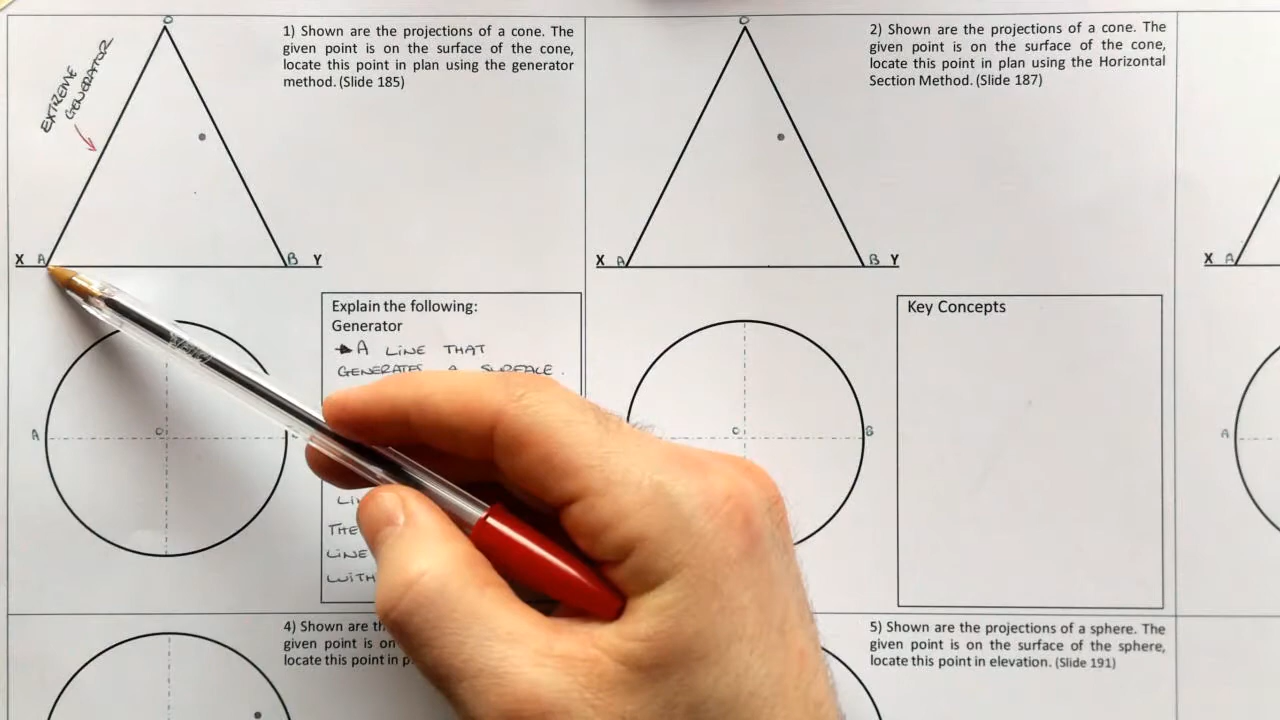 O
EXTREME
GENERATOR
1) Shown are the projections of a cone. The
given point is on the surface of the cone,
locate this point in plan using the generator
method. (Slide 185)
X A
B Y
A
O
Explain the following:
Generator
A LINE THAT
GENERATES A SURFACE.
THE
LINE
WITH
O
2) Shown are the projections of a cone. The
given point is on the surface of the cone,
locate this point in plan using the Horizontal
Section Method. (Slide 187)
X A
B Y
O
B
Key Concepts
X A
A
4) Shown are
given point is on
locate this point in
5) Shown are the projections of a sphere. The
given point is on the surface of the sphere,
locate this point in elevation. (Slide 191)